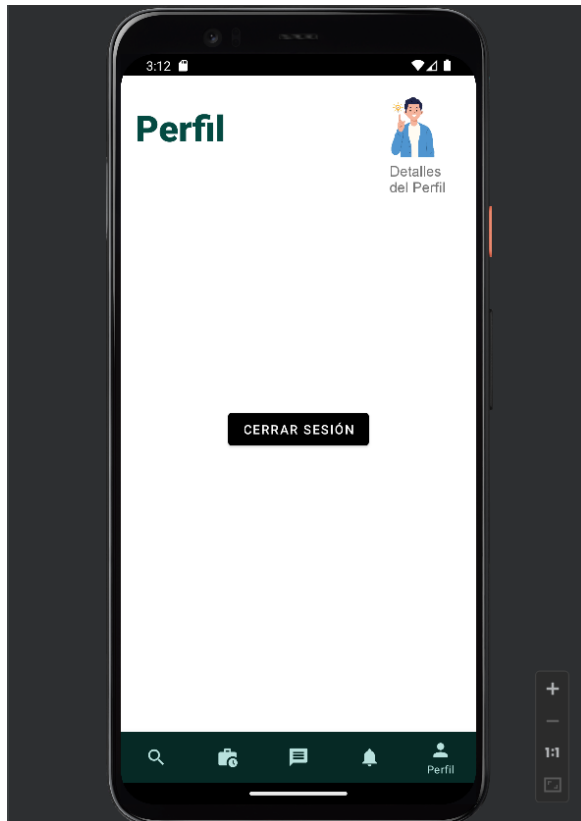 3:12
Perfil
Detalles
del Perfil
CERRAR SESIÓN
Perfil
1:1